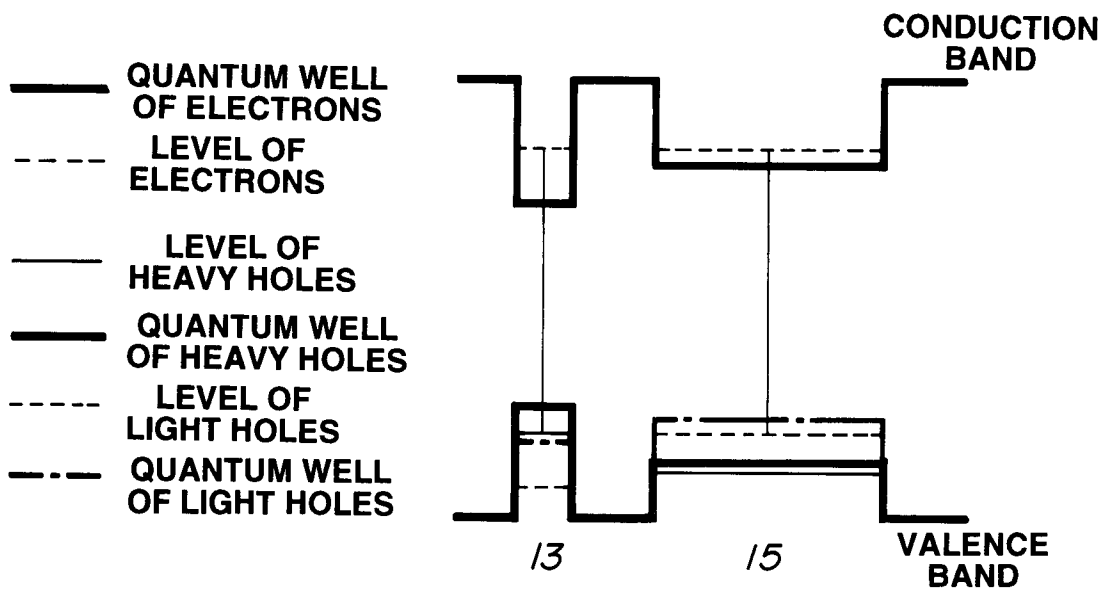 CONDUCTION
BAND
QUANTUM WELL
OF ELECTRONS
LEVEL OF
ELECTRONS
LEVEL OF
HEAVY HOLES
QUANTUM WELL
OF HEAVY HOLES
LEVEL OF
LIGHT HOLES
QUANTUM WELL
OF LIGHT HOLES
13
15
VALENCE
BAND